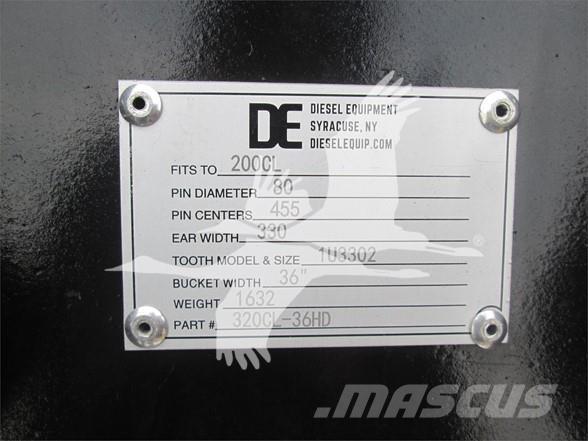 DE
DIESEL EQUIPMENT
SYRACUSE, NY
DIESELEQUIP.COM
FITS TO 200CL
PIN DIAMETER 80
PIN CENTERS 455
EAR WIDTH 330
TOOTH MODEL & SIZE 1U3302
BUCKET WIDTH 36"
WEIGHT 1632
PART # 320CL-36HD
MASCUS